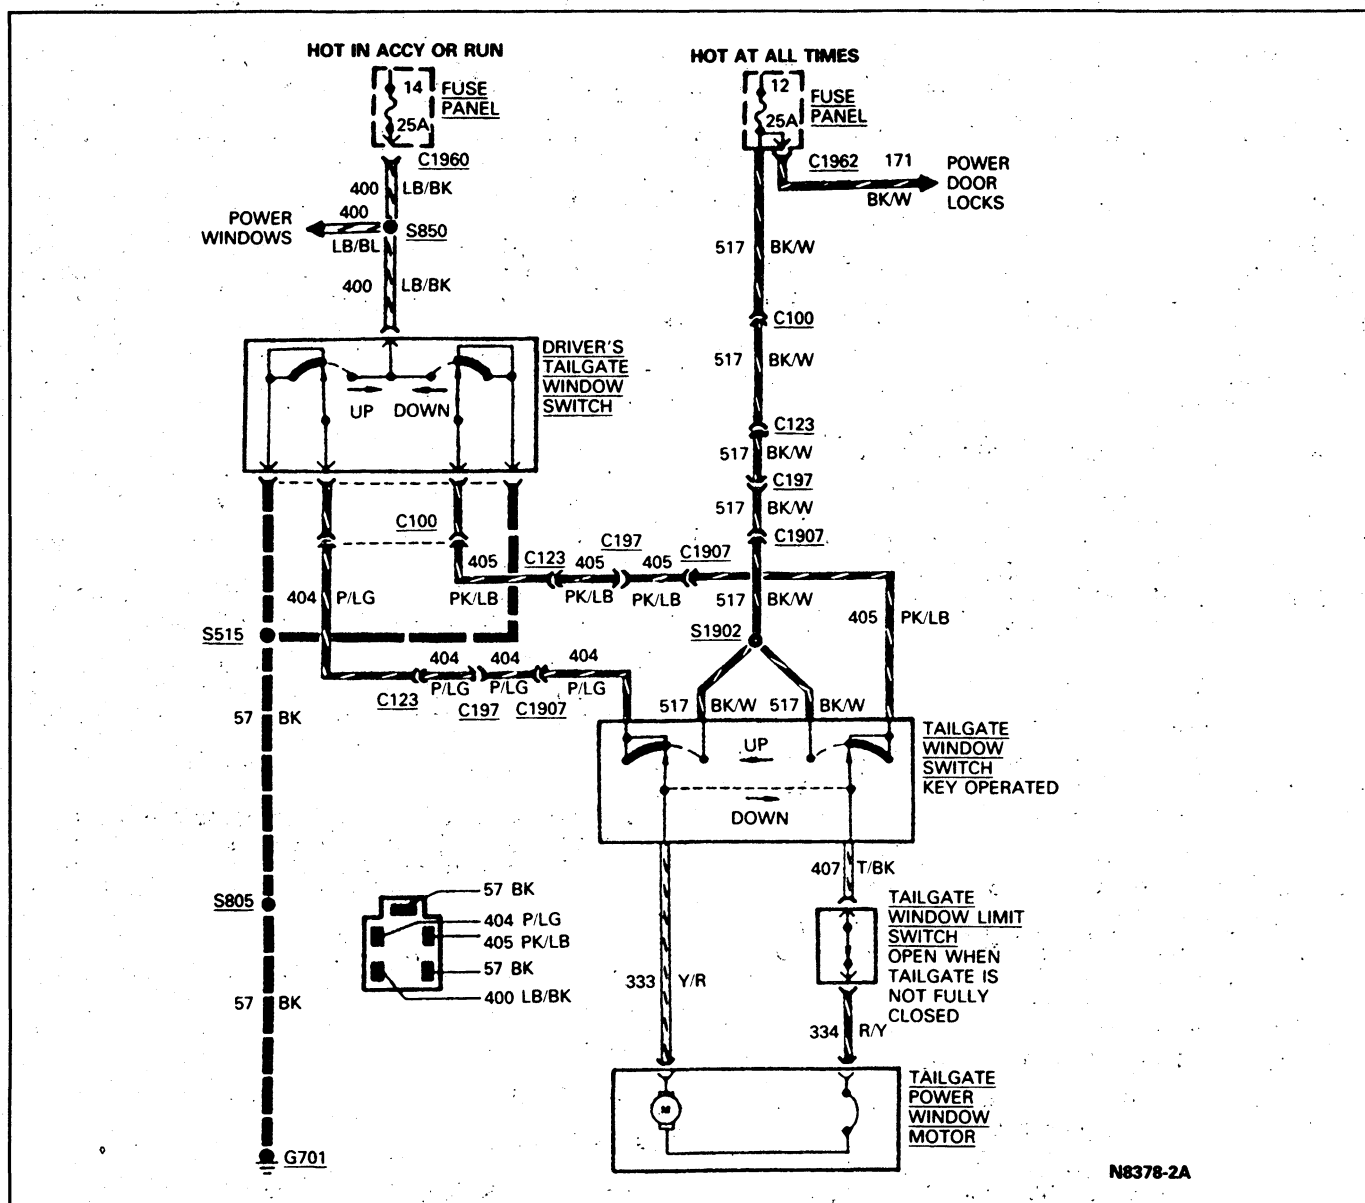 HOT IN ACCY OR RUN
14
25A
FUSE
PANEL
C1960
400 LB/BK
400
POWER
WINDOWS
LB/BL
S850
400 LB/BK
DRIVER'S
TAILGATE
WINDOW
SWITCH
UP DOWN
HOT AT ALL TIMES
12
25A
FUSE
PANEL
C1962
171
BK/W
POWER
DOOR
LOCKS
517 BK/W
C100
517 BK/W
C123
517 BK/W
C197
517 BK/W
C1907
C100
405
PK/LB
C123
405
PK/LB
C197
405
PK/LB
C1907
517 BK/W
404 P/LG
405 PK/LB
S515
S1902
C123
404
P/LG
C197
404
P/LG
C1907
404
P/LG
517 BK/W
517 BK/W
57 BK
UP
DOWN
TAILGATE
WINDOW
SWITCH
KEY OPERATED
407 T/BK
S805
57 BK
404 P/LG
405 PK/LB
57 BK
400 LB/BK
TAILGATE
WINDOW LIMIT
SWITCH
OPEN WHEN
TAILGATE IS
NOT FULLY
CLOSED
333 Y/R
334 R/Y
57 BK
M
TAILGATE
POWER
WINDOW
MOTOR
G701
N8378-2A